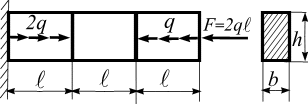 2q q F=2qℓ h
ℓ ℓ ℓ b